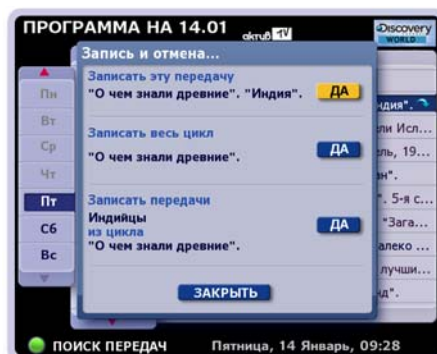 ПРОГРАММА НА 14.01
актив TV
Discovery
WORLD
Запись и отмена...
Записать эту передачу
"О чем знали древние". "Индия".
ДА
Записать весь цикл
"О чем знали древние".
ДА
Записать передачи
Индийцы
из цикла
"О чем знали древние".
ДА
ЗАКРЫТЬ
Пн
Вт
Ср
Чт
Пт
Сб
Вс
ндия".
ли Исл...
ель, 19...
ан".
". 5-я с...
"Зага...
алеко ...
лучши...
нд".
ПОИСК ПЕРЕДАЧ
Пятница, 14 Январь, 09:28